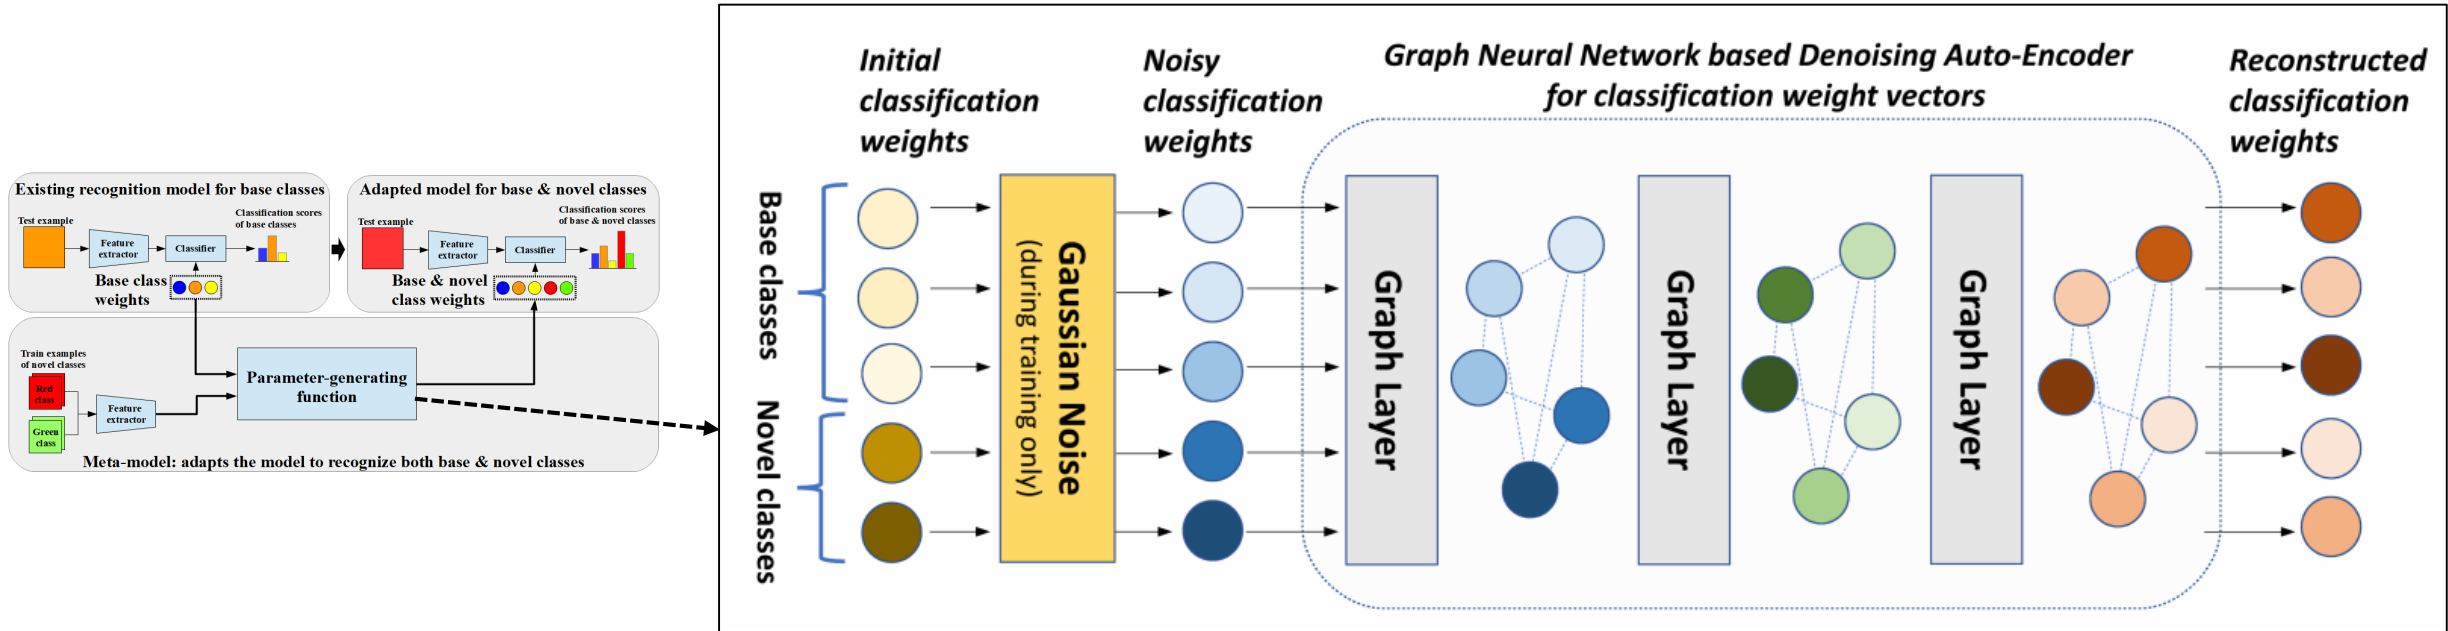 Existing recognition model for base classes
Test example
Feature
extractor
Classifier
Classification scores
of base classes
Base class
weights
Adapted model for base & novel classes
Test example
Feature
extractor
Classifier
Classification scores
of base & novel classes
Base & novel
class weights
Train examples
of novel classes
Red
class
Green
class
Feature
extractor
Parameter-generating
function
Meta-model: adapts the model to recognize both base & novel classes
Initial
classification
weights
Noisy
classification
weights
Graph Neural Network based Denoising Auto-Encoder
for classification weight vectors
Reconstructed
classification
weights
Base classes
Novel classes
Gaussian Noise
(during training only)
Graph Layer
Graph Layer
Graph Layer